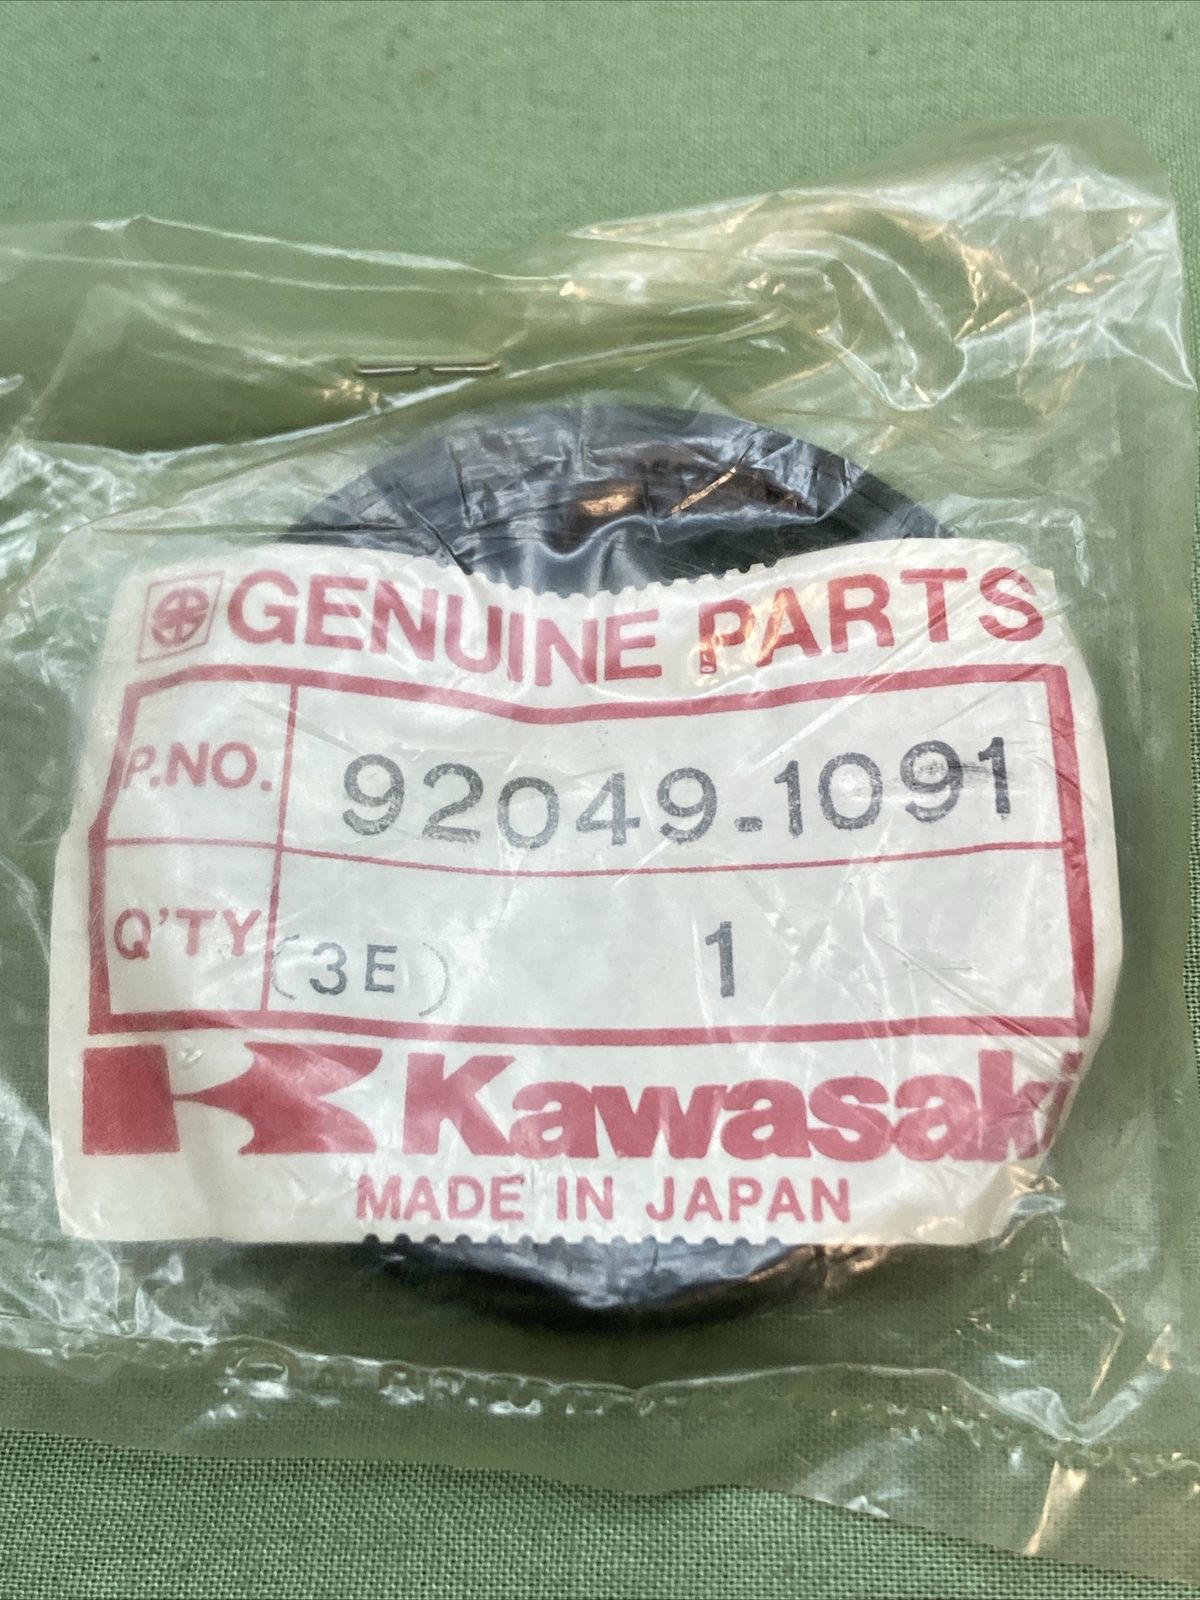 GENUINE PARTS
P.NO. 92049-1091
Q'TY (3E) 1
Kawasaki
MADE IN JAPAN